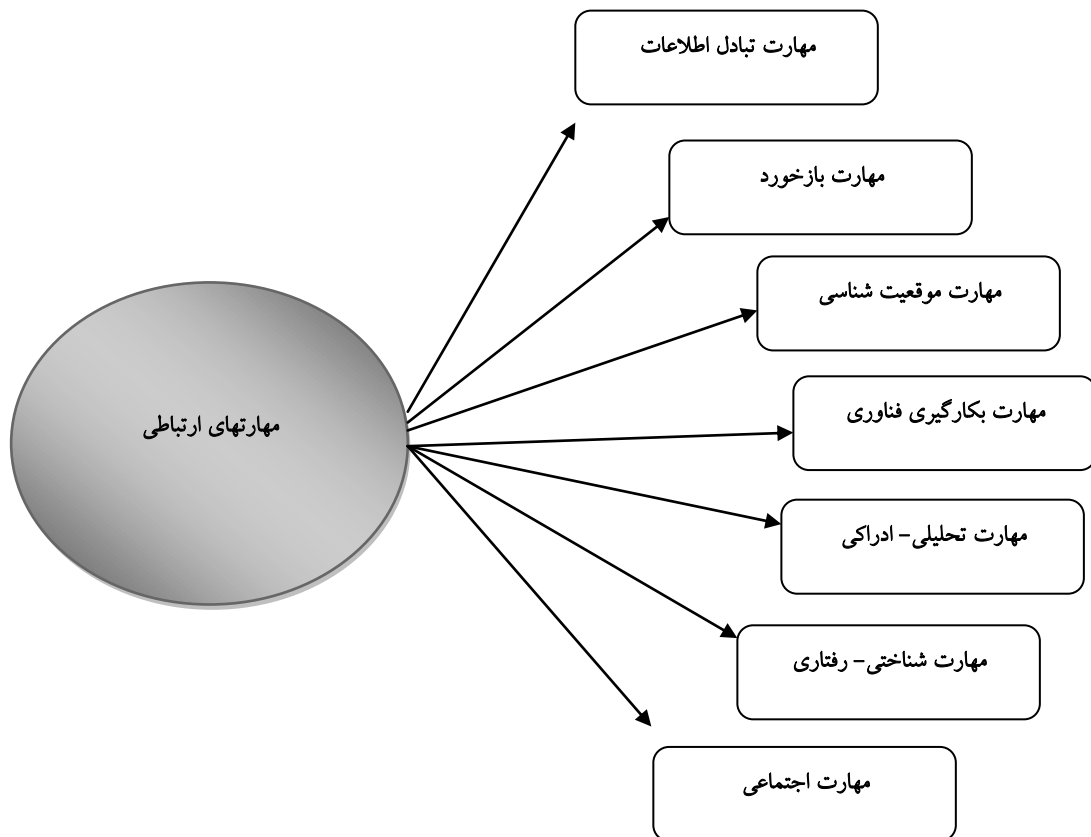 مهارت تبادل اطلاعات
مهارت بازخورد
مهارت موقعیت شناسی
مهارت بکارگیری فناوری
مهارتهای ارتباطی
مهارت تحلیلی- ادراکی
مهارت شناختی- رفتاری
مهارت اجتماعی